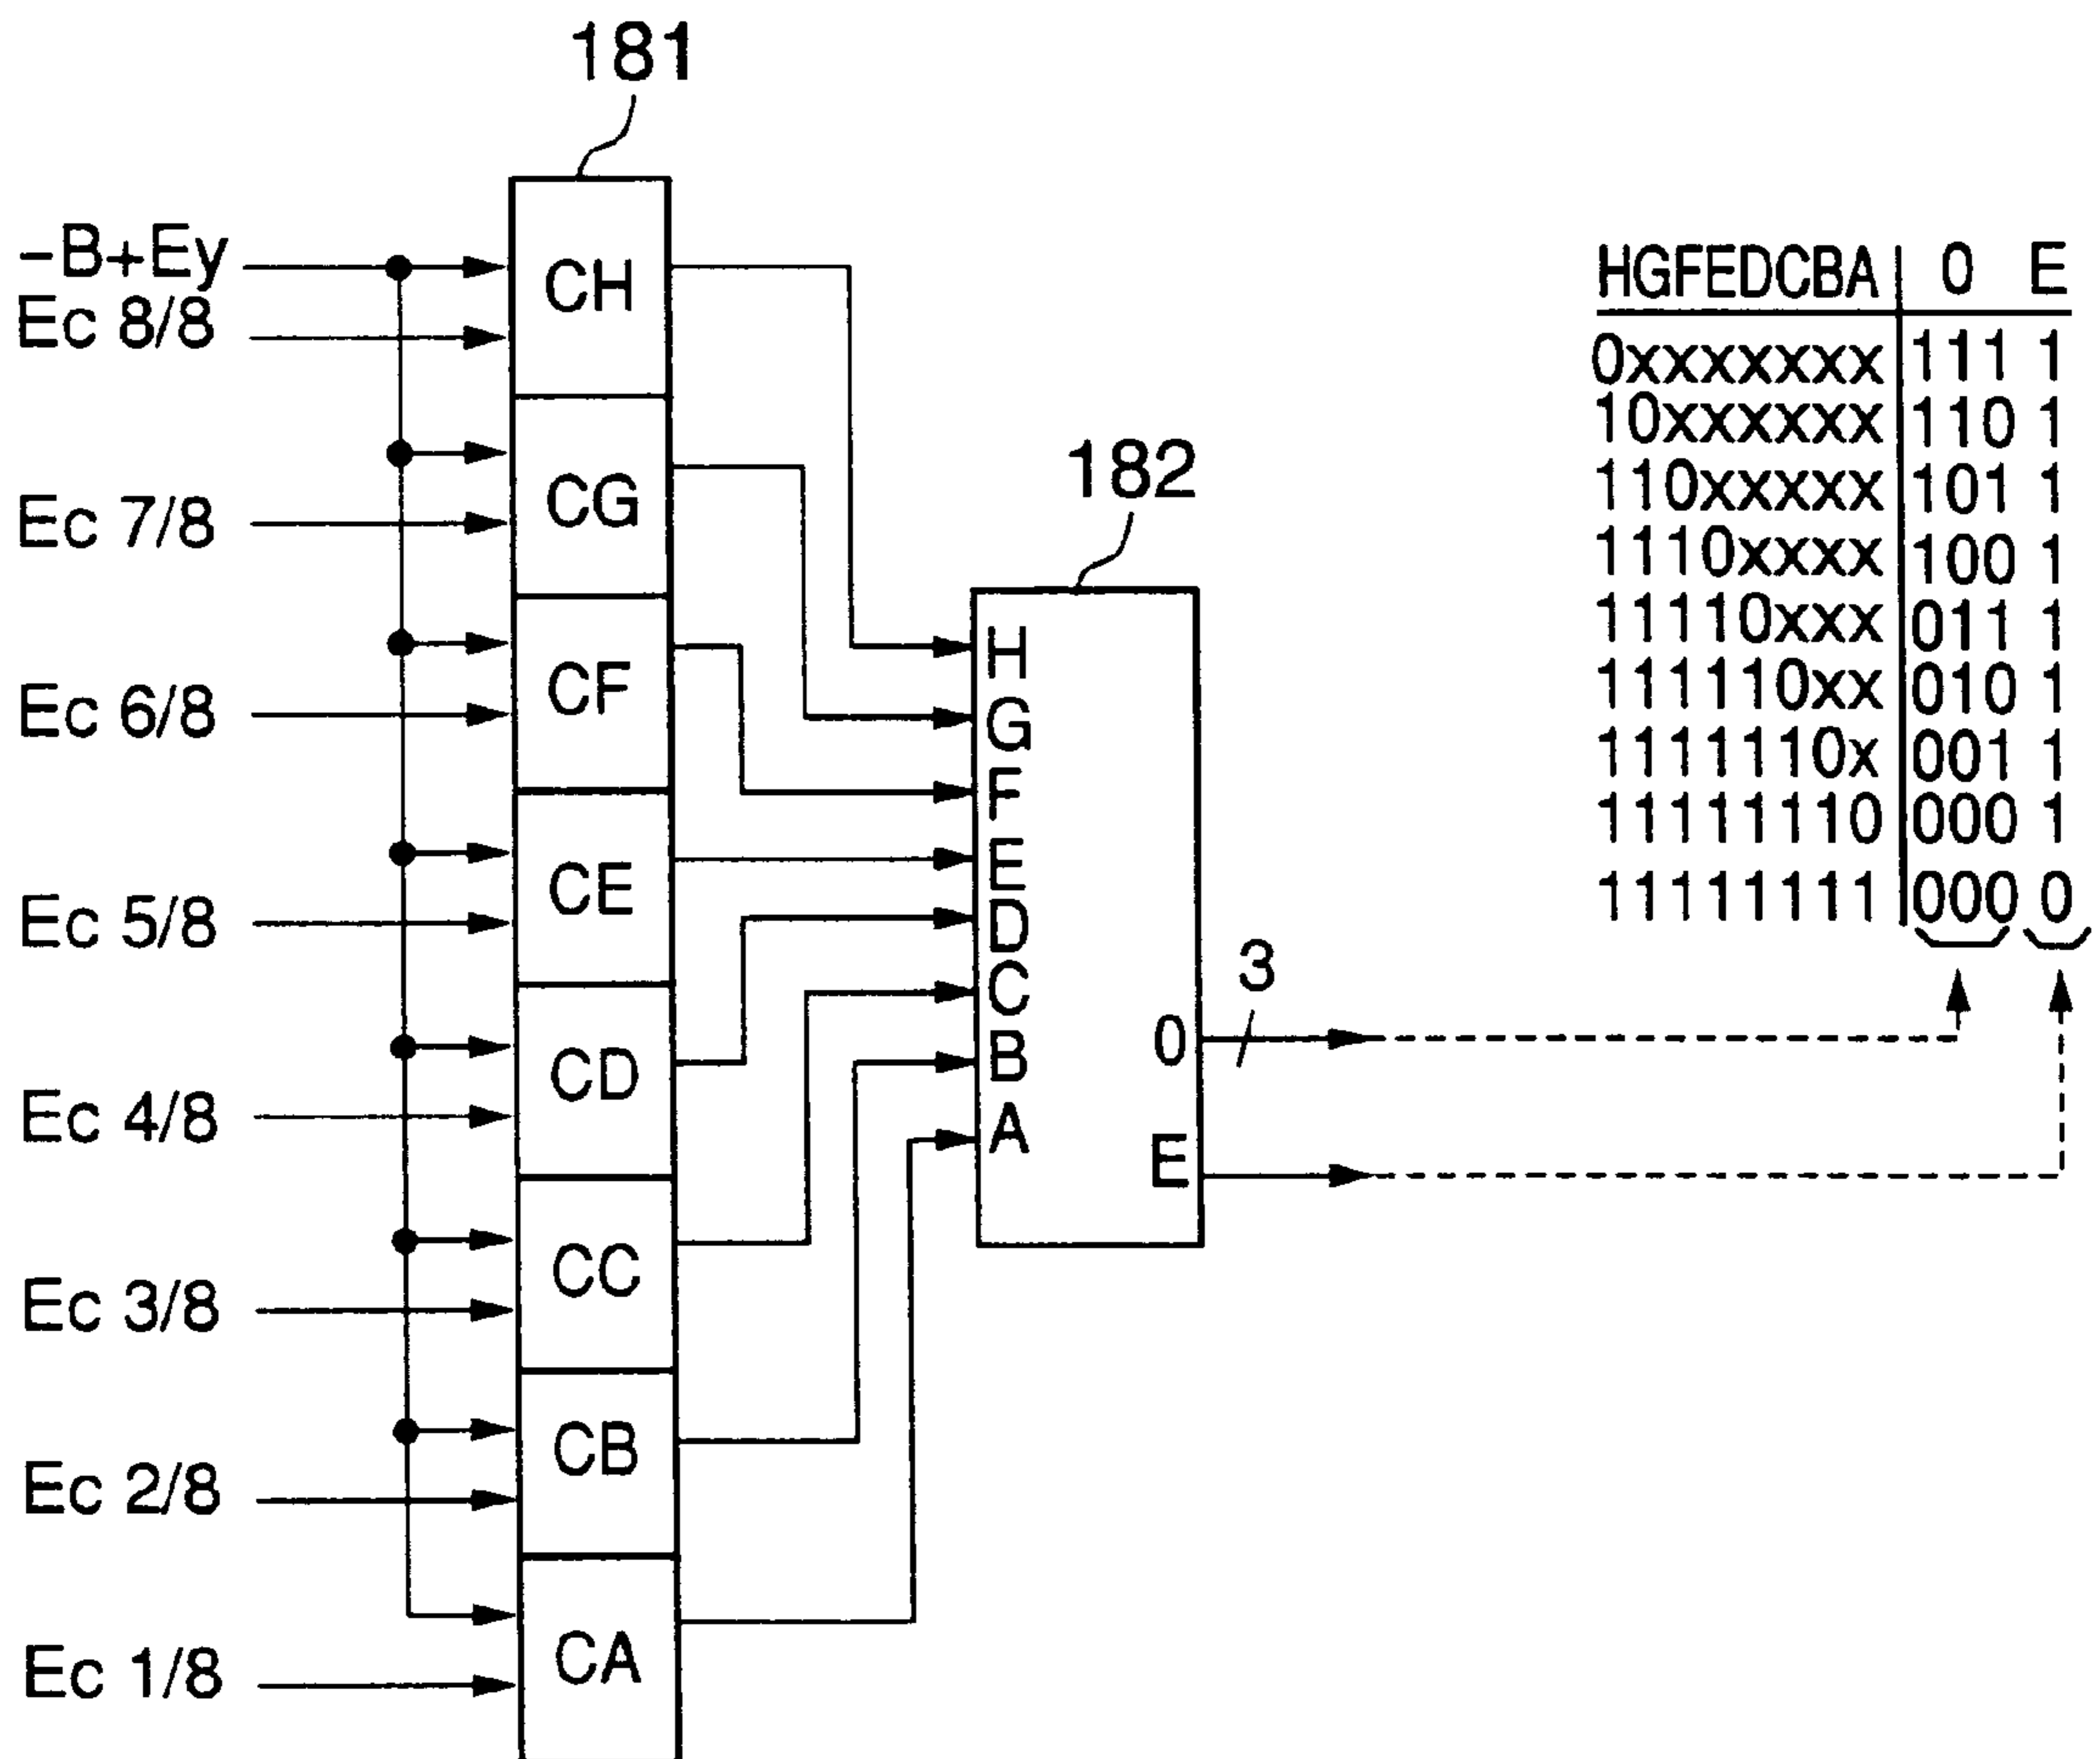 181
-B+Ey
Ec 8/8
Ec 7/8
Ec 6/8
Ec 5/8
Ec 4/8
Ec 3/8
Ec 2/8
Ec 1/8
CH
CG
CF
CE
CD
CC
CB
CA
182
H
G
F
E
D
C
B
A
0
E
3
HGFEDCBA 0 E
0xxxxxxx 111 1
10xxxxxx 110 1
110xxxxx 101 1
1110xxxx 100 1
11110xxx 011 1
111110xx 010 1
1111110x 001 1
11111110 000 1
11111111 000 0